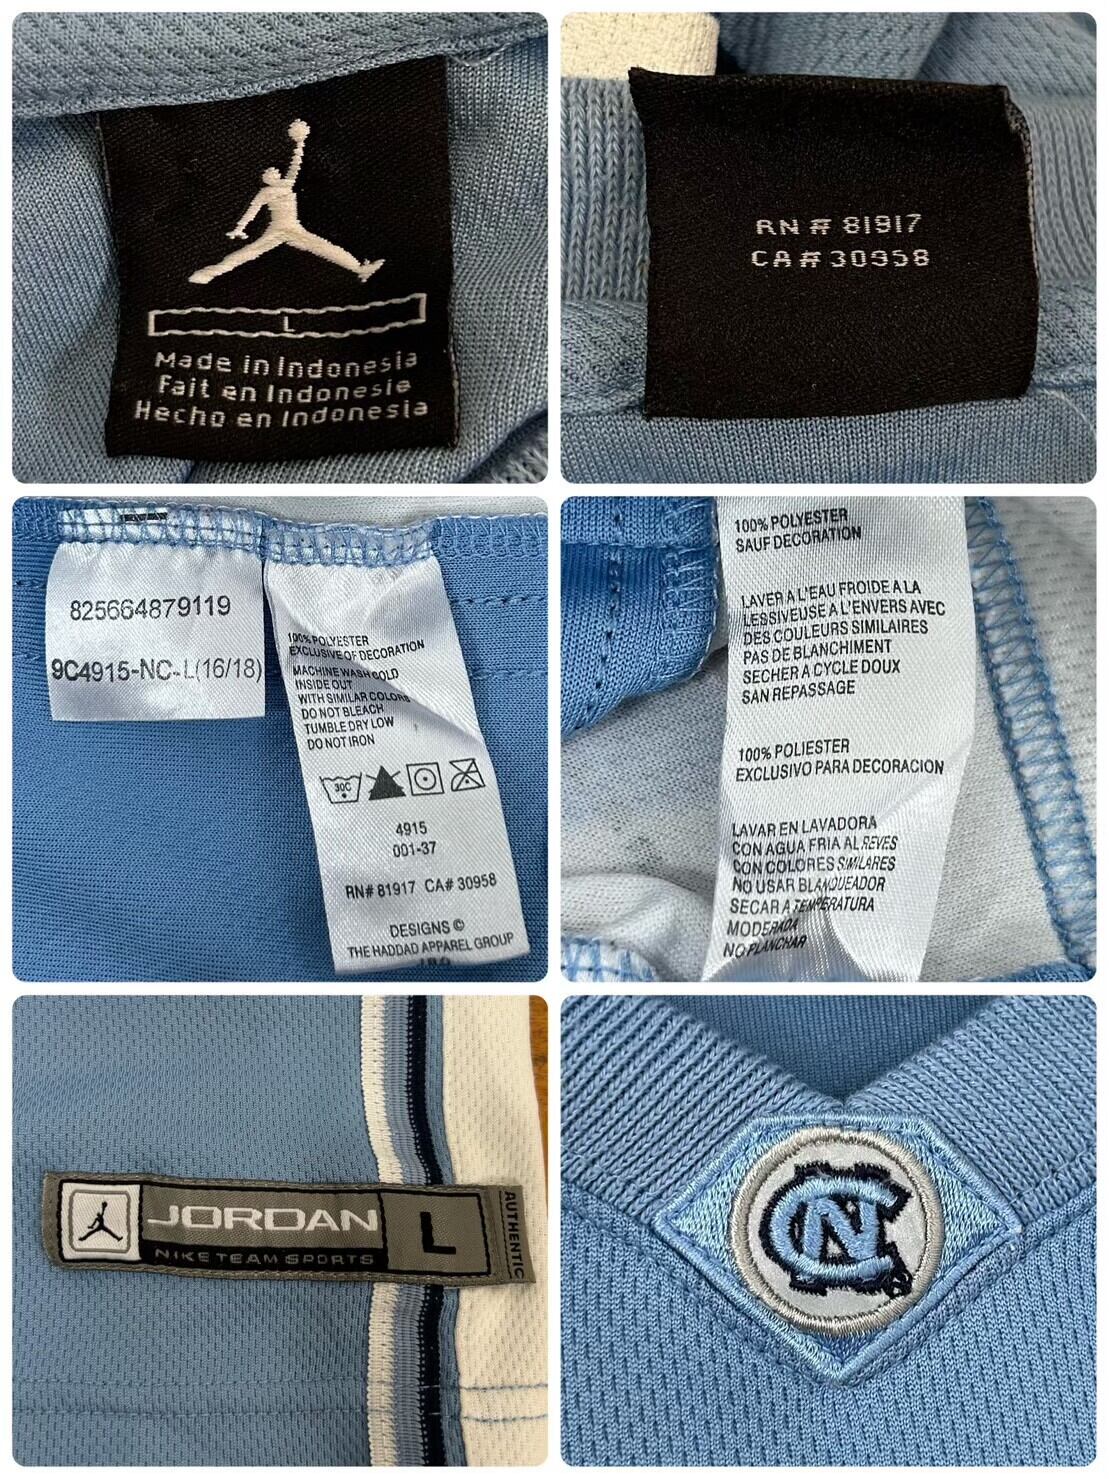 L
Made in Indonesia
Fait en Indonesie
Hecho en Indonesia
RN # 81917
CA# 30958
825664879119
9C4915-NC-L(16/18)
100% POLYESTER
EXCLUSIVE OF DECORATION
MACHINE WASH COLD
INSIDE OUT
WITH SIMILAR COLORS
DO NOT BLEACH
TUMBLE DRY LOW
DO NOT IRON
30C
4915
001-37
RN# 81917 CA# 30958
DESIGNS ©
THE HADDAD APPAREL GROUP
100% POLYESTER
SAUF DECORATION
LAVER A L'EAU FROIDE A LA
LESSIVEUSE A L'ENVERS AVEC
DES COULEURS SIMILAIRES
PAS DE BLANCHIMENT
SECHER A CYCLE DOUX
SAN REPASSAGE
100% POLIESTER
EXCLUSIVO PARA DECORACION
LAVAR EN LAVADORA
CON AGUA FRIA AL REVES
CON COLORES SIMILARES
NO USAR BLANQUEADOR
SECAR A TEMPERATURA
MODERADA
NO PLANCHAR
JORDAN
NIKE TEAM SPORTS
L
AUTHENTIC
NC